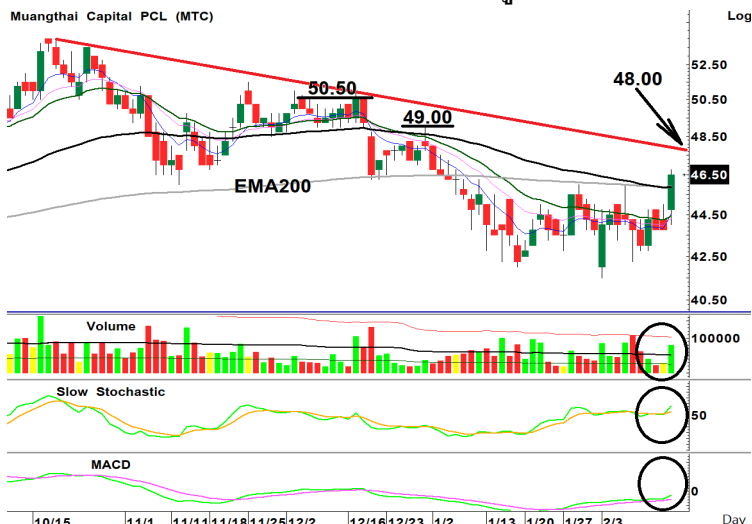 Muangthai Capital PCL (MTC)
Log
52.50
48.00
50.50
50.50
49.00
48.50
46.50
EMA200
44.50
42.50
40.50
Volume
100000
Slow Stochastic
50
MACD
0
10/15 11/1 11/11 11/18 11/25 12/2 12/16 12/23 1/2 1/13 1/20 1/27 2/3 Day